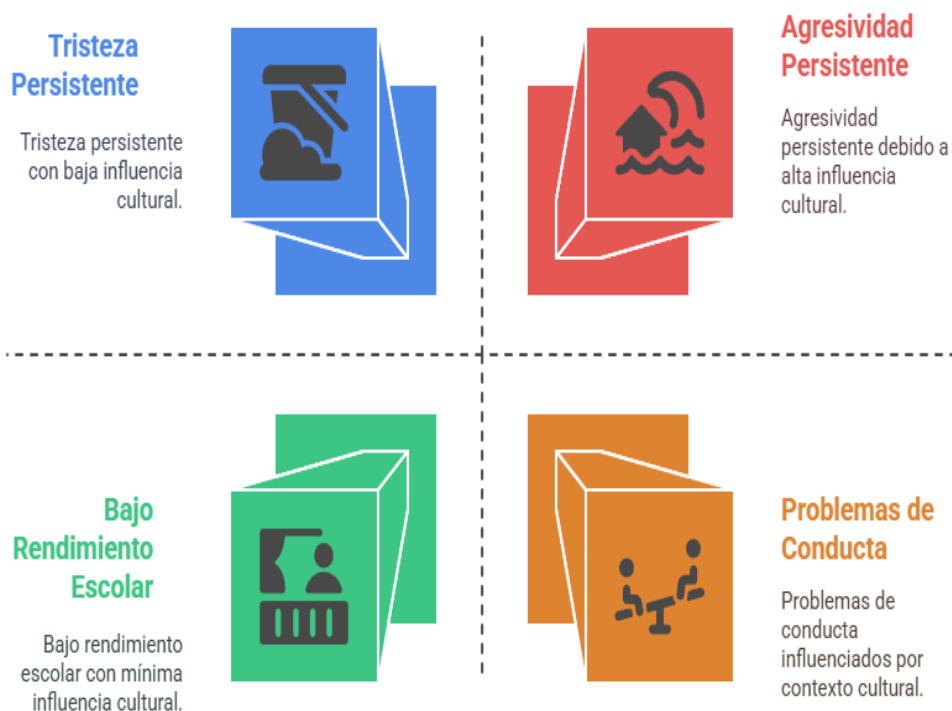 Tristeza
Persistente
Tristeza persistente
con baja influencia
cultural.
Agresividad
Persistente
Agresividad
persistente debido a
alta influencia
cultural.
Bajo
Rendimiento
Escolar
Bajo rendimiento
escolar con mínima
influencia cultural.
Problemas de
Conducta
Problemas de
conducta
influenciados por
contexto cultural.